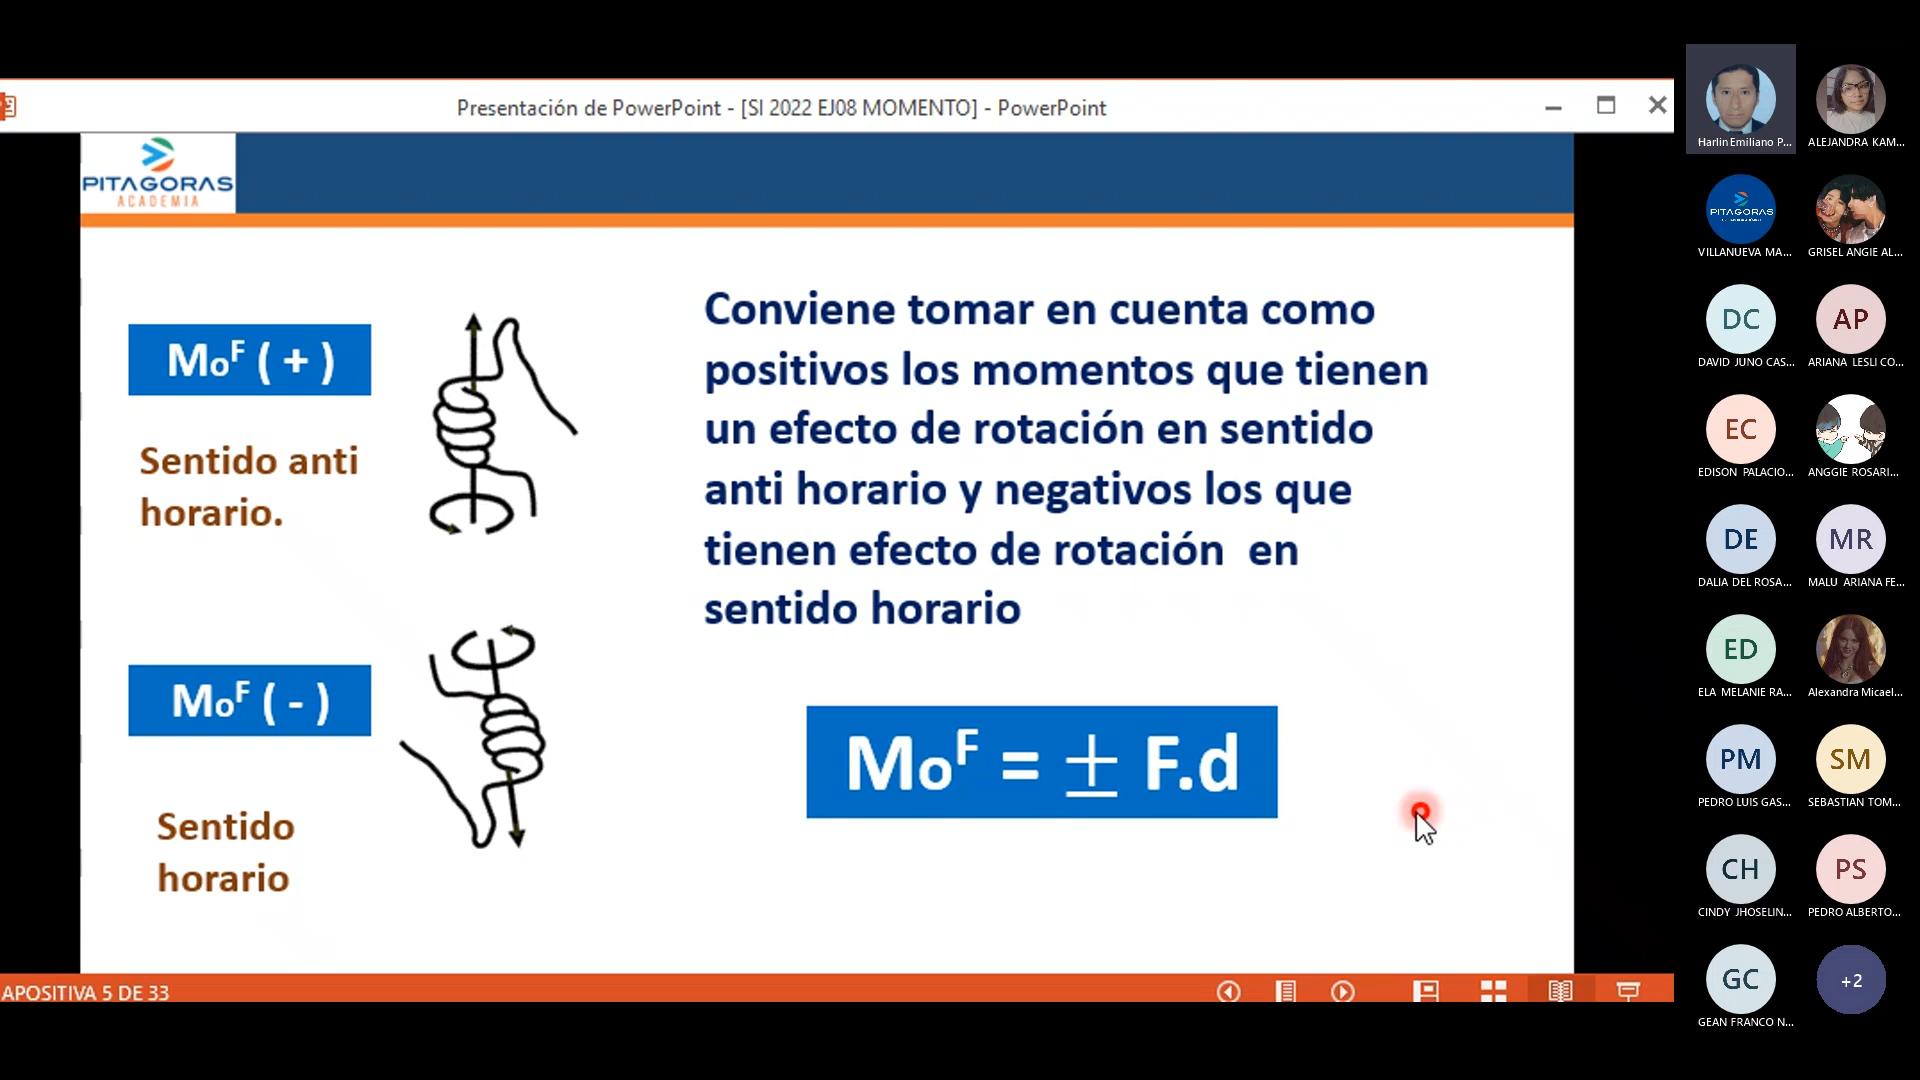 Presentación de PowerPoint - [SI 2022 EJ08 MOMENTO] - PowerPoint
PITAGORAS
ACADEMIA
Mo^F ( + )
Sentido anti
horario.
Mo^F ( - )
Sentido
horario
Conviene tomar en cuenta como
positivos los momentos que tienen
un efecto de rotación en sentido
anti horario y negativos los que
tienen efecto de rotación en
sentido horario
Mo^F = ± F.d
APOSITIVA 5 DE 33
Harlin Emiliano P...
ALEJANDRA KAM...
PITAGORAS
VILLANUEVA MA...
GRISEL ANGIE AL...
DC
DAVID JUNO CAS...
AP
ARIANA LESLI CO...
EC
EDISON PALACIO...
ANGGIE ROSARI...
DE
DALIA DEL ROSA...
MR
MALU ARIANA FE...
ED
ELA MELANIE RA...
Alexandra Micael...
PM
PEDRO LUIS GAS...
SM
SEBASTIAN TOM...
CH
CINDY JHOSELIN...
PS
PEDRO ALBERTO...
GC
GEAN FRANCO N...
+2